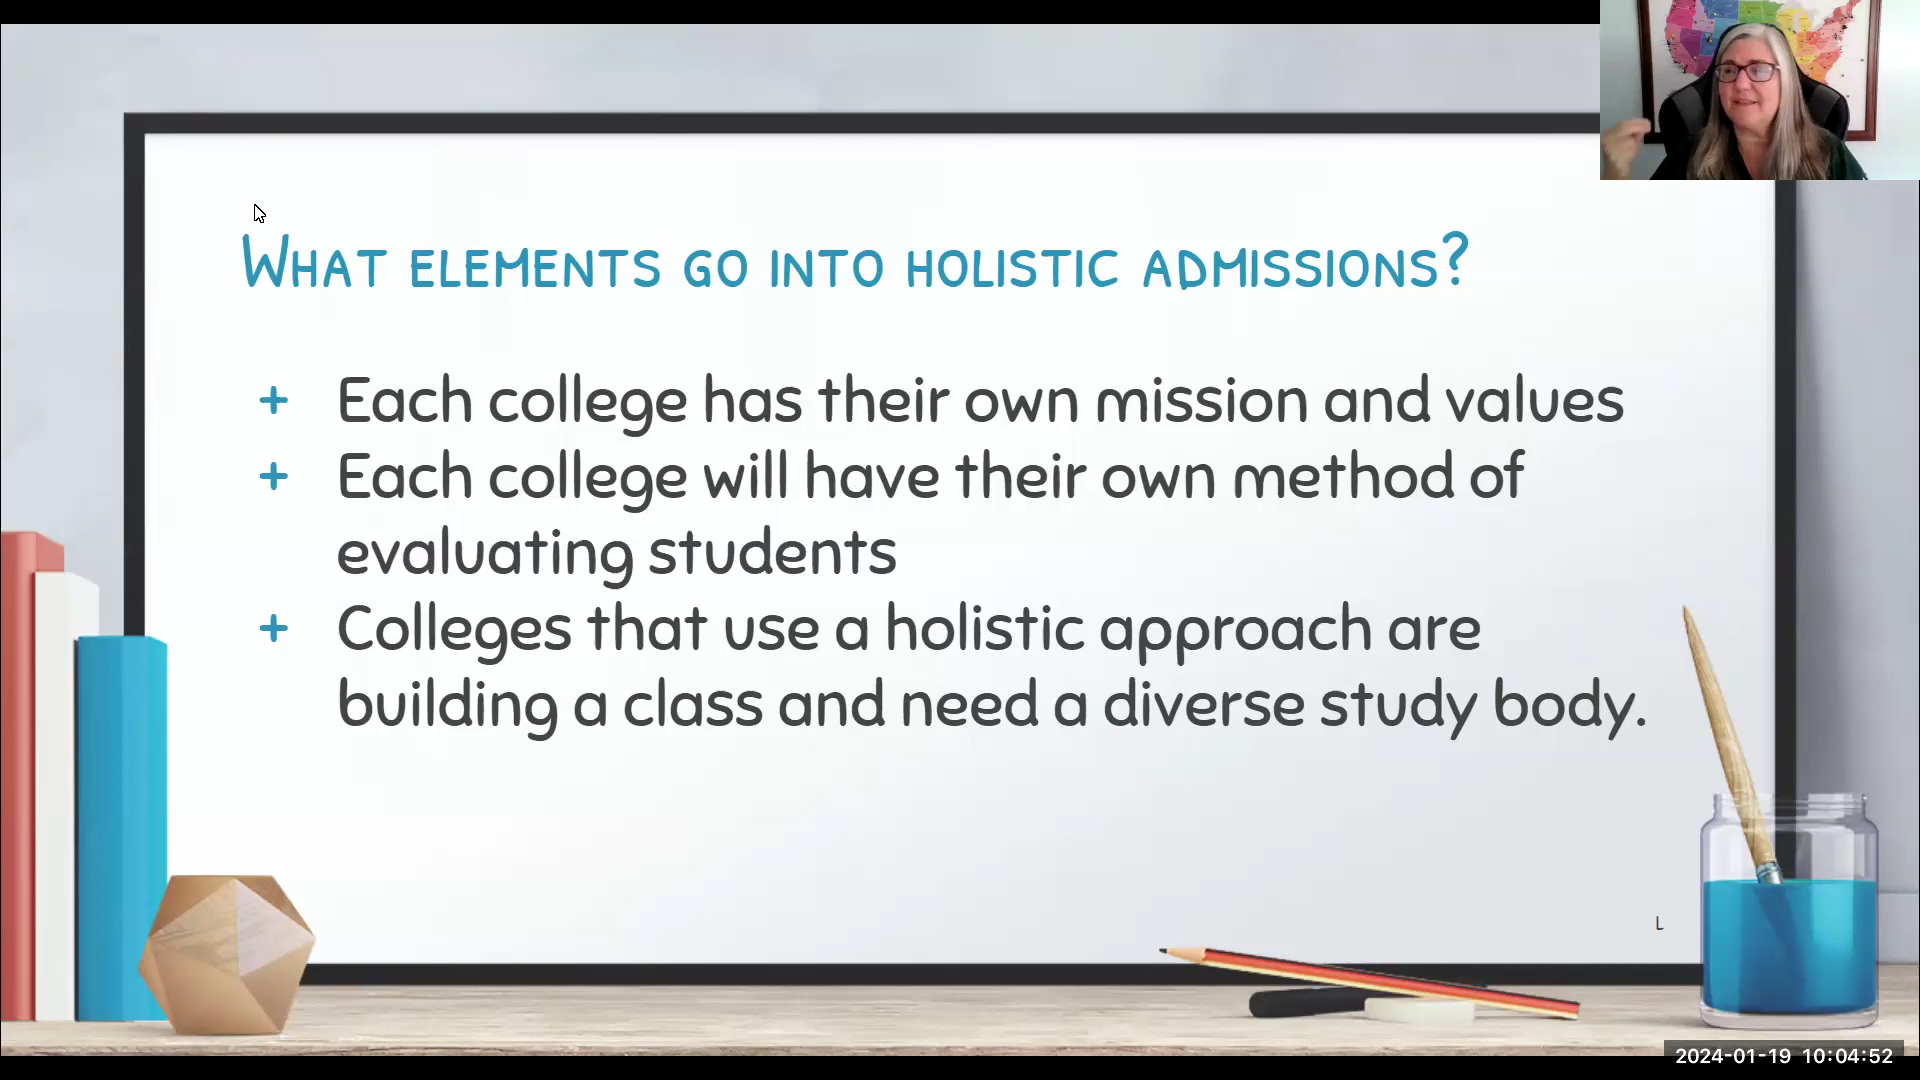 What elements go into holistic admissions?
+ Each college has their own mission and values
+ Each college will have their own method of
evaluating students
+ Colleges that use a holistic approach are
building a class and need a diverse study body.
L
2024-01-19 10:04:52